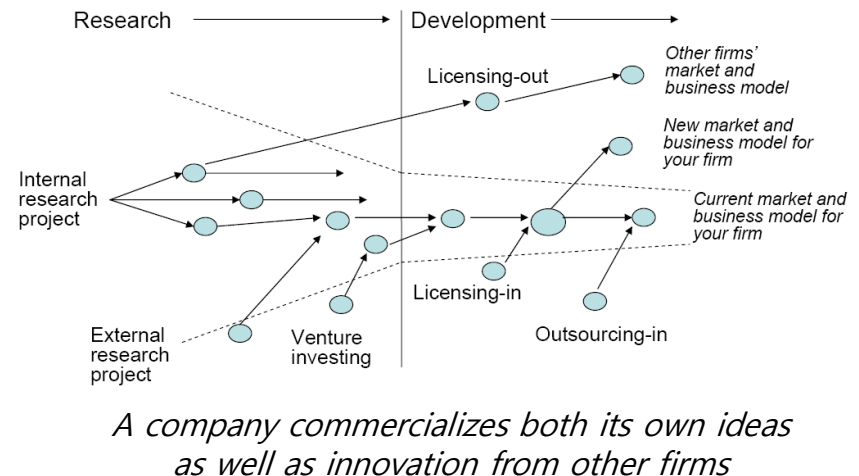 Research
Development
Licensing-out
Other firms’
market and
business model
New market and
business model for
your firm
Internal
research
project
Current market and
business model for
your firm
Licensing-in
External
research
project
Venture
investing
Outsourcing-in
A company commercializes both its own ideas
as well as innovation from other firms